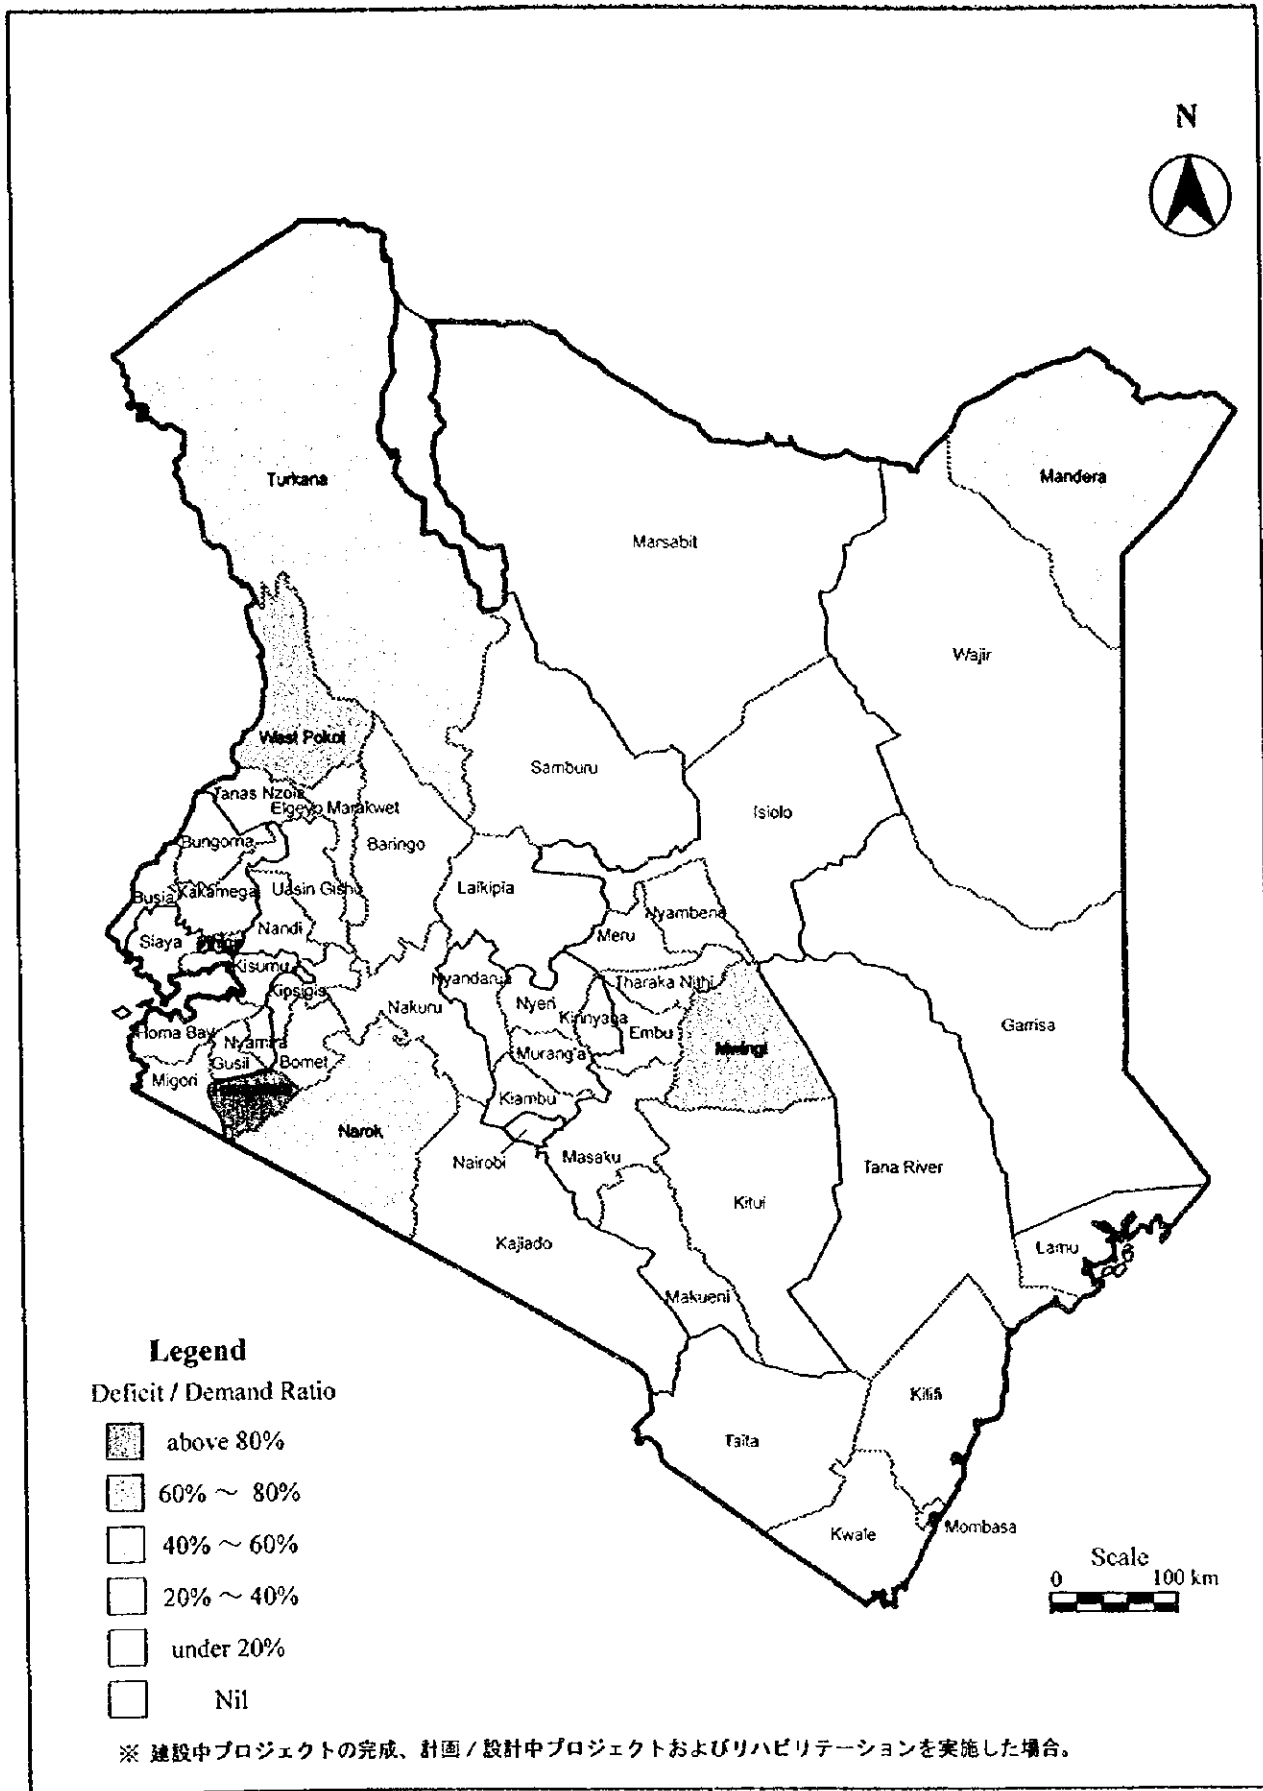 N
Turkana
Mandera
Marsabit
Wajir
West Pokot
Samburu
Isiolo
Tanas Nzoia
Elgeyo Marakwet
Bungoma
Baringo
Busia
Kakamega
Uasin Gishu
Laikipia
Nyambene
Siaya
Nandi
Meru
Kisumu
Kipsigis
Nyandarua
Tharaka Nithi
Nakuru
Nyeri
Kirinyaga
Garrisa
Homa Bay
Nyamira
Embu
Mwingi
Gusii
Bomet
Murang'a
Migori
Kiambu
Narok
Nairobi
Masaku
Tana River
Kitui
Kajiado
Lamu
Makueni
Kilifi
Taita
Kwale
Mombasa
Legend
Deficit / Demand Ratio
above 80%
60% ～ 80%
40% ～ 60%
20% ～ 40%
under 20%
Nil
Scale
0 100 km
※ 建設中プロジェクトの完成、計画 / 設計中プロジェクトおよびリハビリテーションを実施した場合。